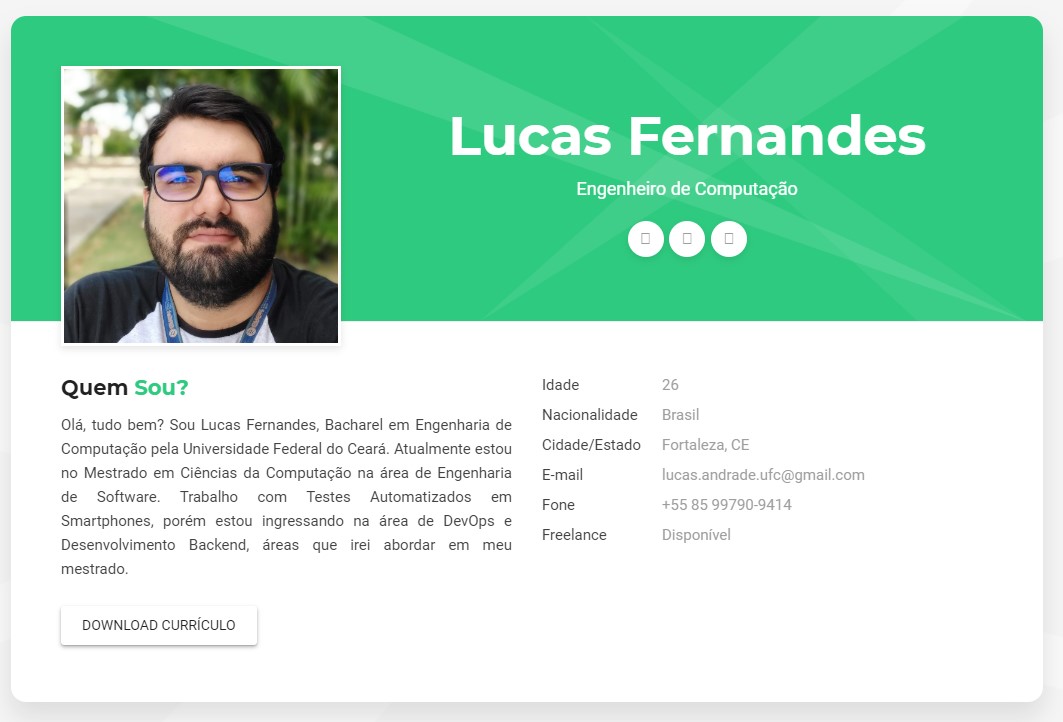 Lucas Fernandes
Engenheiro de Computação
Quem Sou?
Olá, tudo bem? Sou Lucas Fernandes, Bacharel em Engenharia de
Computação pela Universidade Federal do Ceará. Atualmente estou
no Mestrado em Ciências da Computação na área de Engenharia
de Software. Trabalho com Testes Automatizados em
Smartphones, porém estou ingressando na área de DevOps e
Desenvolvimento Backend, áreas que irei abordar em meu
mestrado.
DOWNLOAD CURRÍCULO
Idade 26
Nacionalidade Brasil
Cidade/Estado Fortaleza, CE
E-mail lucas.andrade.ufc@gmail.com
Fone +55 85 99790-9414
Freelance Disponível